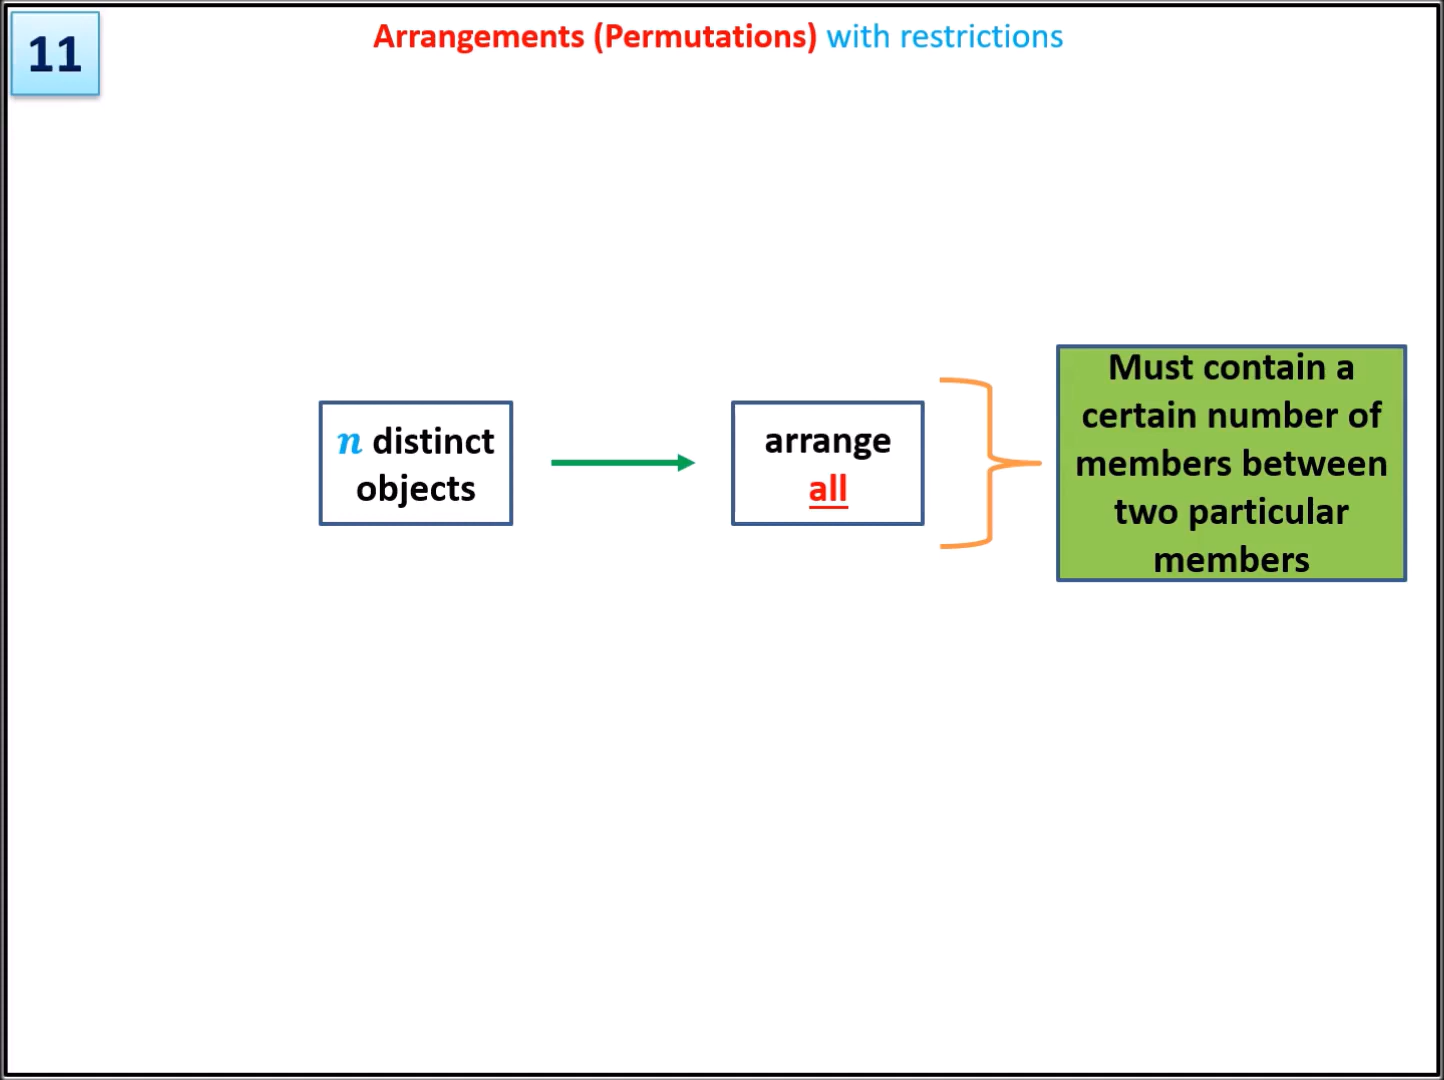 11
Arrangements (Permutations) with restrictions
n distinct
objects
arrange
all
Must contain a
certain number of
members between
two particular
members